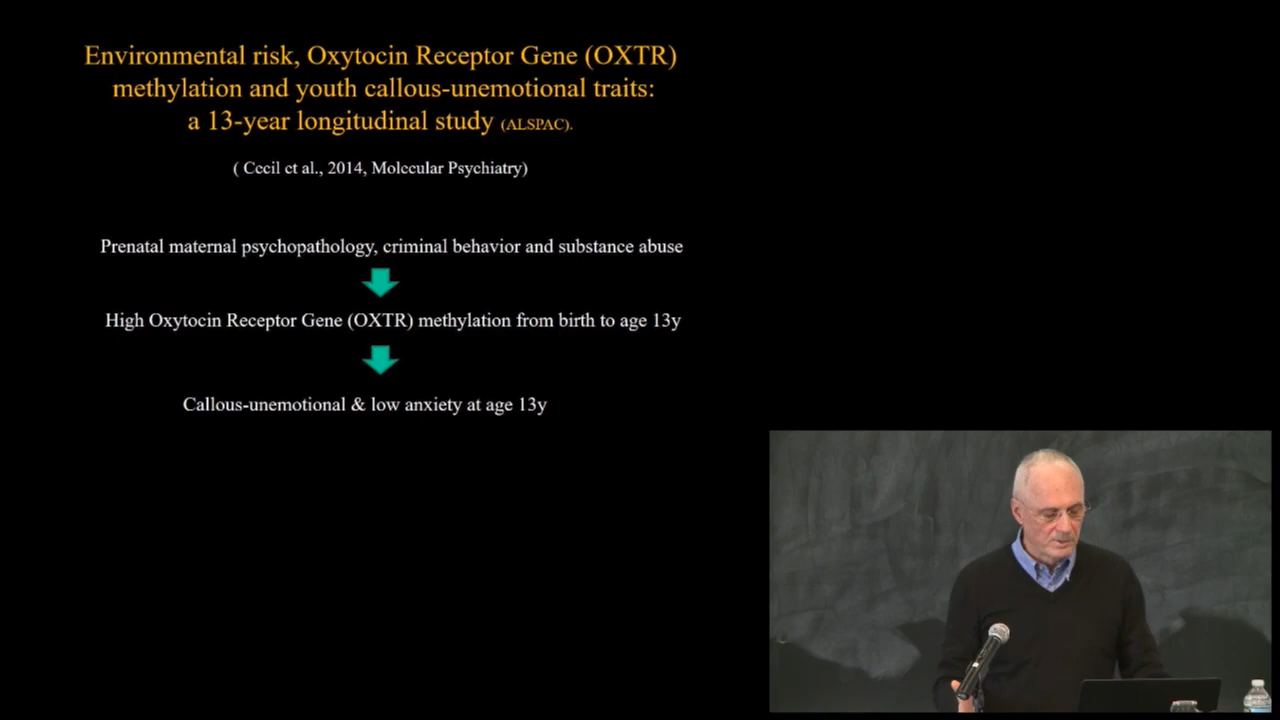 Environmental risk, Oxytocin Receptor Gene (OXTR)
methylation and youth callous-unemotional traits:
a 13-year longitudinal study (ALSPAC).
( Cecil et al., 2014, Molecular Psychiatry)
Prenatal maternal psychopathology, criminal behavior and substance abuse
High Oxytocin Receptor Gene (OXTR) methylation from birth to age 13y
Callous-unemotional & low anxiety at age 13y